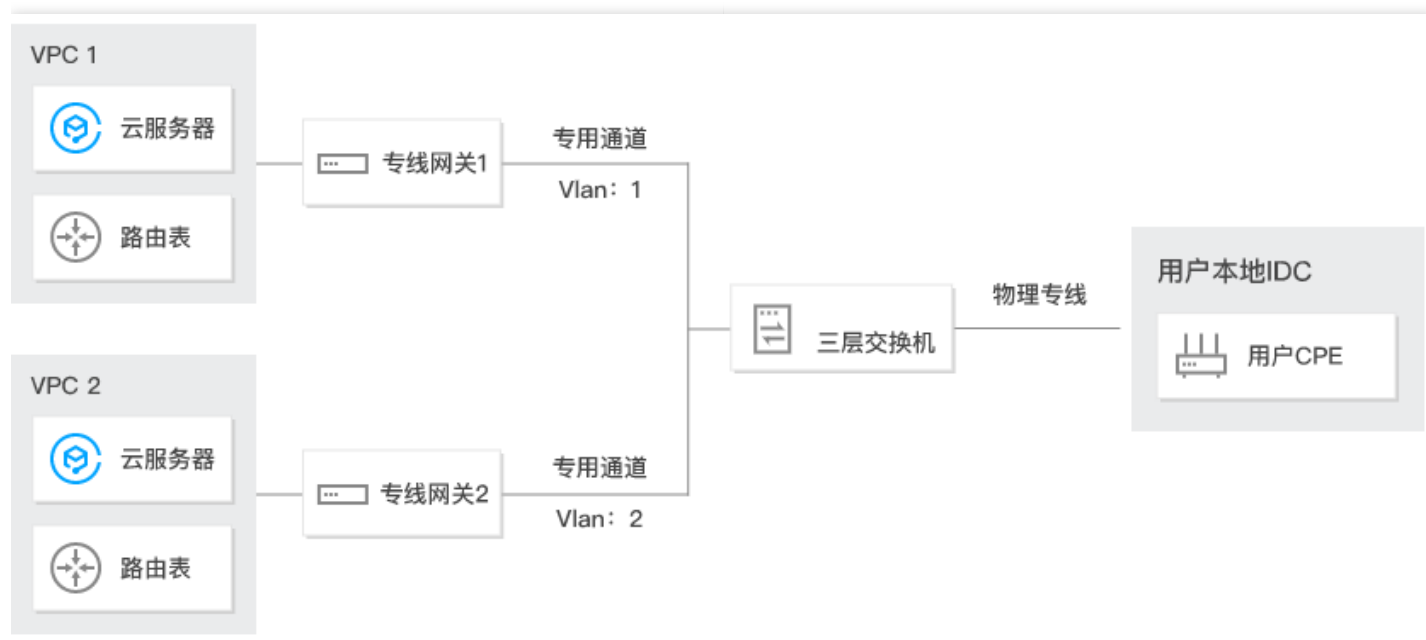 VPC 1
云服务器
路由表
专线网关1
专用通道
Vlan：1
VPC 2
云服务器
路由表
专线网关2
专用通道
Vlan：2
三层交换机
物理专线
用户本地IDC
用户CPE